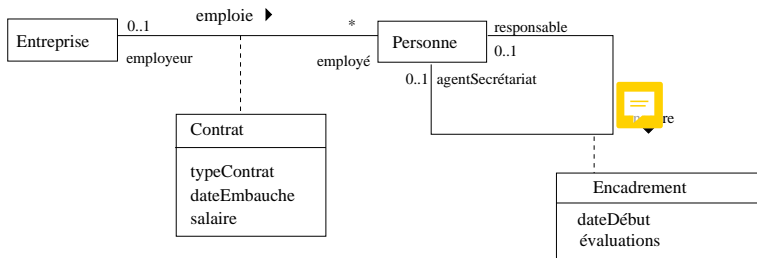 emploie
0..1
*
responsable
Entreprise
Personne
0..1
employeur
employé
0..1 agentSecrétariat
Contrat
typeContrat
dateEmbauche
salaire
Encadrement
dateDébut
évaluations